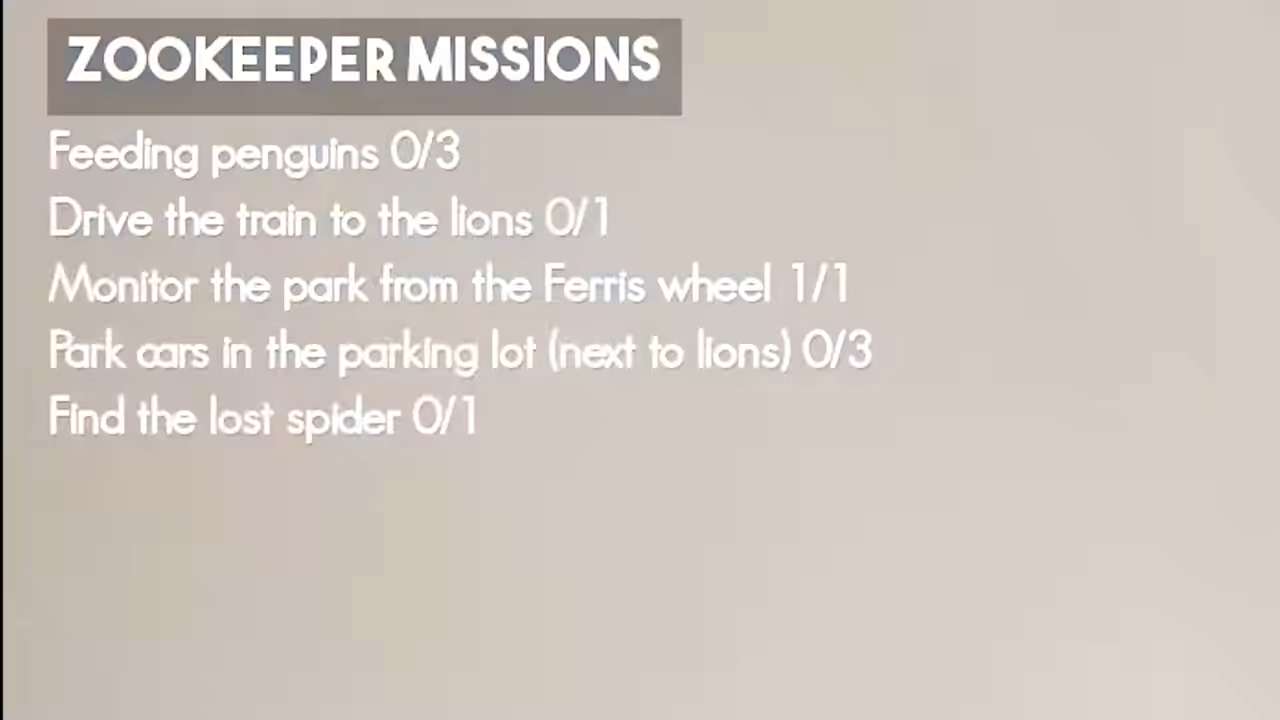 ZOOKEEPER MISSIONS
Feeding penguins 0/3
Drive the train to the lions 0/1
Monitor the park from the Ferris wheel 1/1
Park cars in the parking lot (next to lions) 0/3
Find the lost spider 0/1